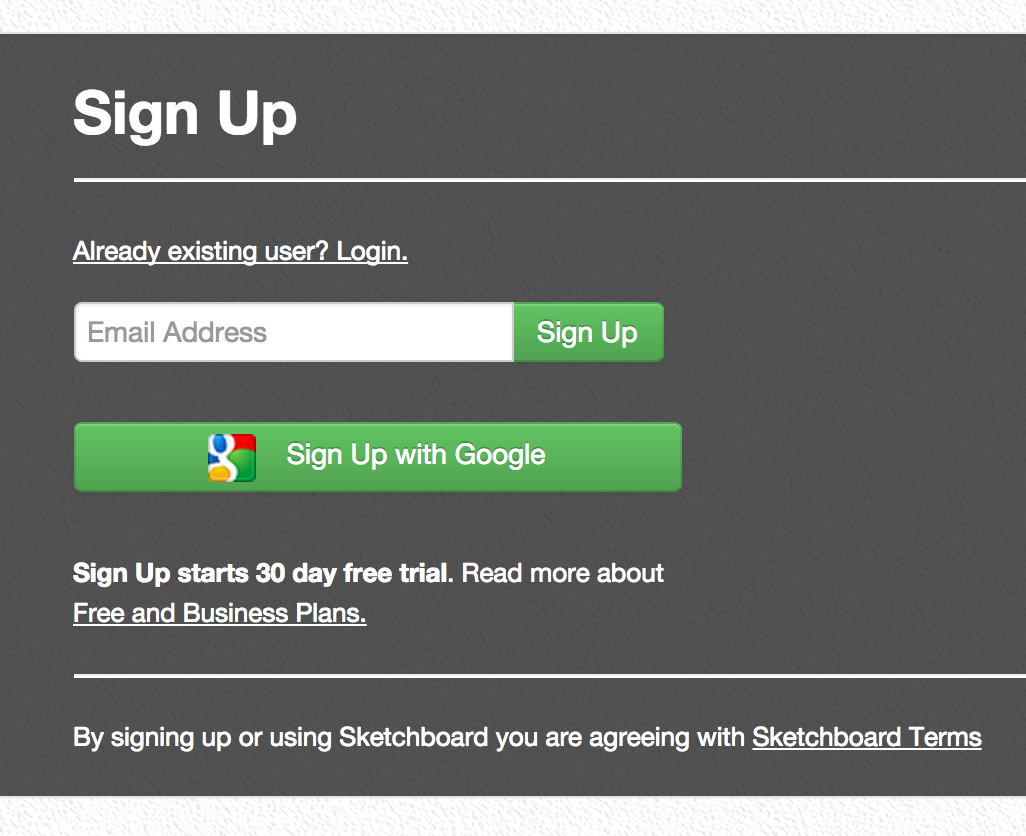 Sign Up
Already existing user? Login.
Email Address
Sign Up
Sign Up with Google
Sign Up starts 30 day free trial. Read more about
Free and Business Plans.
By signing up or using Sketchboard you are agreeing with Sketchboard Terms